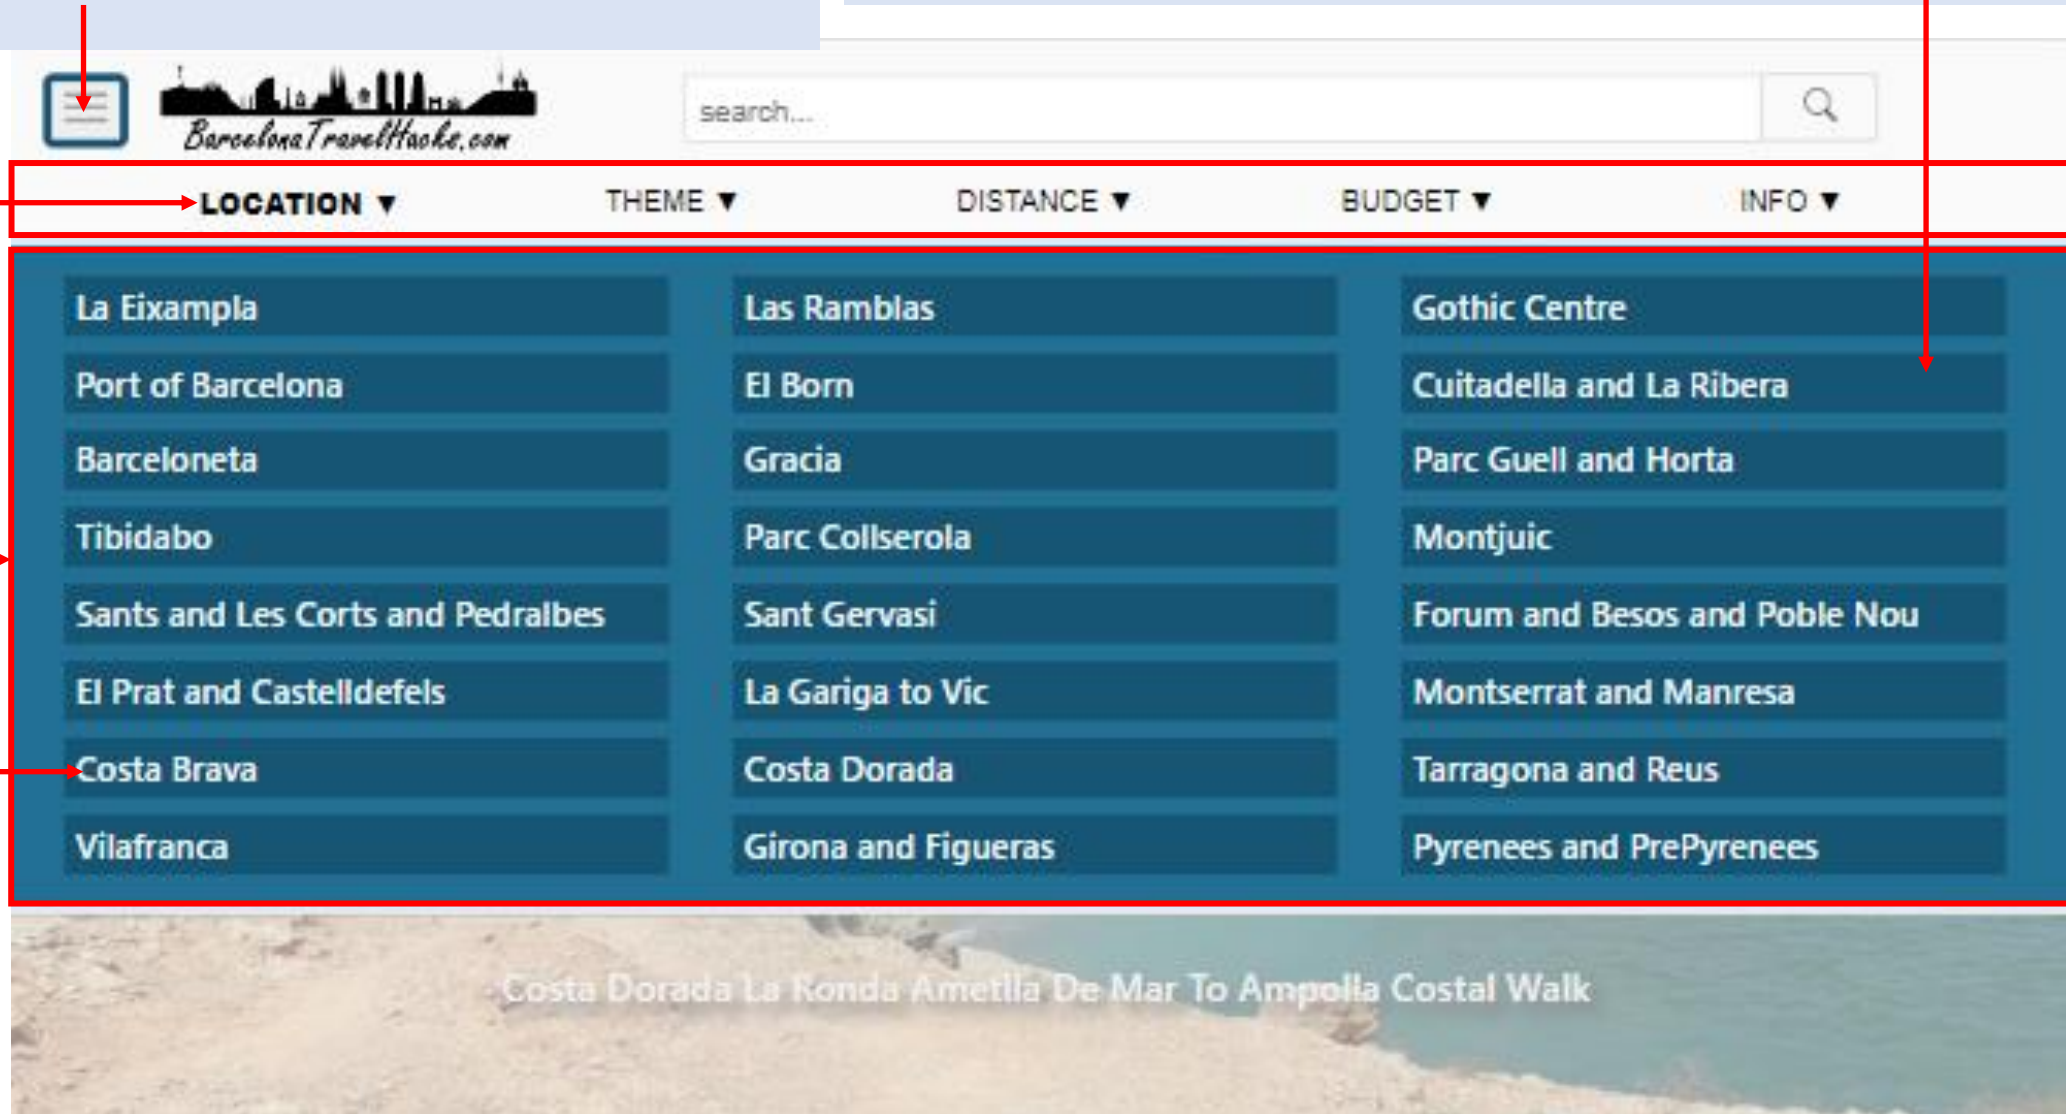 BarcelonaTravelHacks.com
search...
LOCATION ▼ THEME ▼ DISTANCE ▼ BUDGET ▼ INFO ▼
La Eixampla Las Ramblas Gothic Centre
Port of Barcelona El Born Cuitadella and La Ribera
Barceloneta Gracia Parc Guell and Horta
Tibidabo Parc Collserola Montjuic
Sants and Les Corts and Pedralbes Sant Gervasi Forum and Besos and Poble Nou
El Prat and Castelldefels La Gariga to Vic Montserrat and Manresa
Costa Brava Costa Dorada Tarragona and Reus
Vilafranca Girona and Figueras Pyrenees and PrePyrenees
Costa Dorada La Ronda Ametlla De Mar To Ampolla Costal Walk